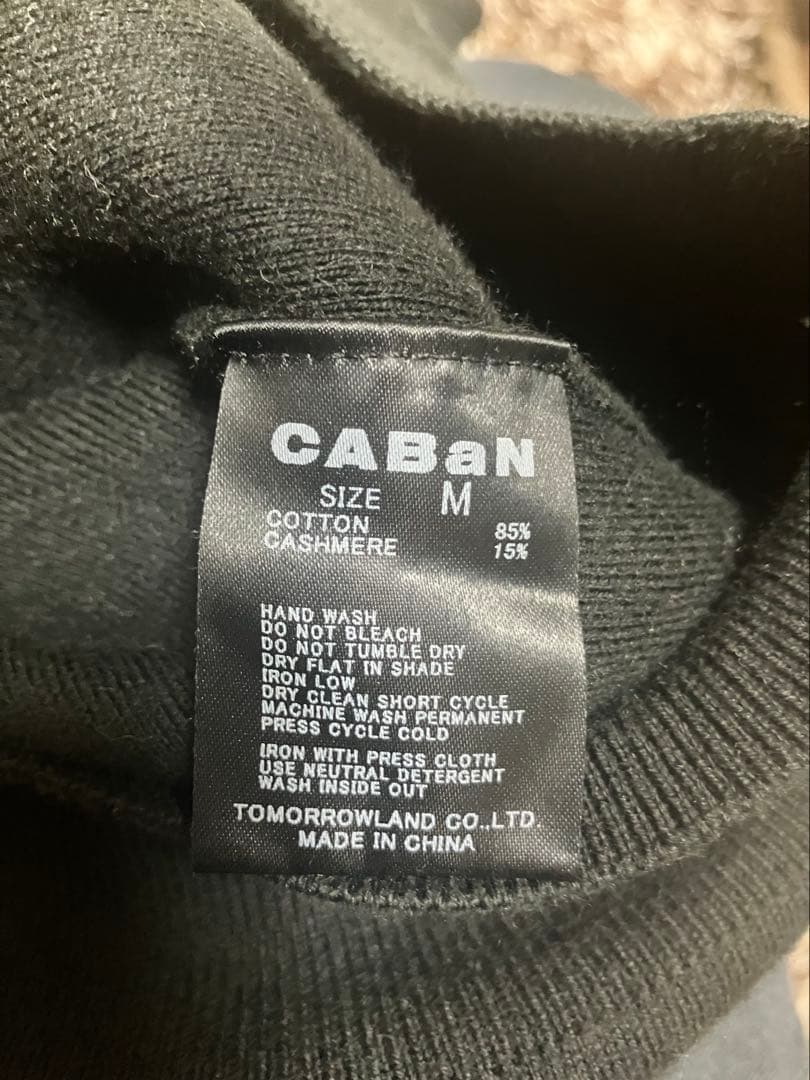 CABaN
SIZE M
COTTON 85%
CASHMERE 15%
HAND WASH
DO NOT BLEACH
DO NOT TUMBLE DRY
DRY FLAT IN SHADE
IRON LOW
DRY CLEAN SHORT CYCLE
MACHINE WASH PERMANENT
PRESS CYCLE COLD
IRON WITH PRESS CLOTH
USE NEUTRAL DETERGENT
WASH INSIDE OUT
TOMORROWLAND CO.,LTD.
MADE IN CHINA